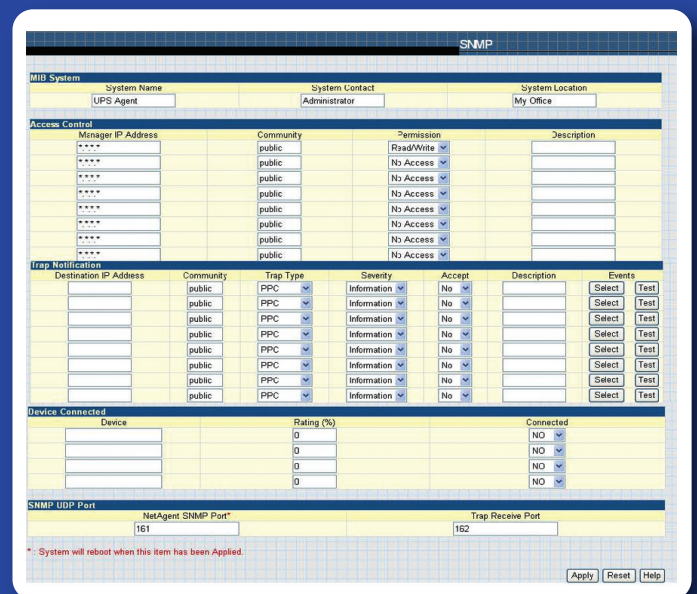 SNMP
MIB System
System Name System Contact System Location
UPS Agent Administrator My Office
Access Control
Manager IP Address Community Permission Description
*.*.*.* public Read/Write
*.*.*.* public No Access
*.*.*.* public No Access
*.*.*.* public No Access
*.*.*.* public No Access
*.*.*.* public No Access
*.*.*.* public No Access
*.*.*.* public No Access
Trap Notification
Destination IP Address Community Trap Type Severity Accept Description Events
public PPC Information No Select Test
public PPC Information No Select Test
public PPC Information No Select Test
public PPC Information No Select Test
public PPC Information No Select Test
public PPC Information No Select Test
public PPC Information No Select Test
public PPC Information No Select Test
Device Connected
Device Rating (%) Connected
0 NO
0 NO
0 NO
0 NO
SNMP UDP Port
NetAgent SNMP Port* Trap Receive Port
161 162
* : System will reboot when this item has been Applied.
Apply Reset Help